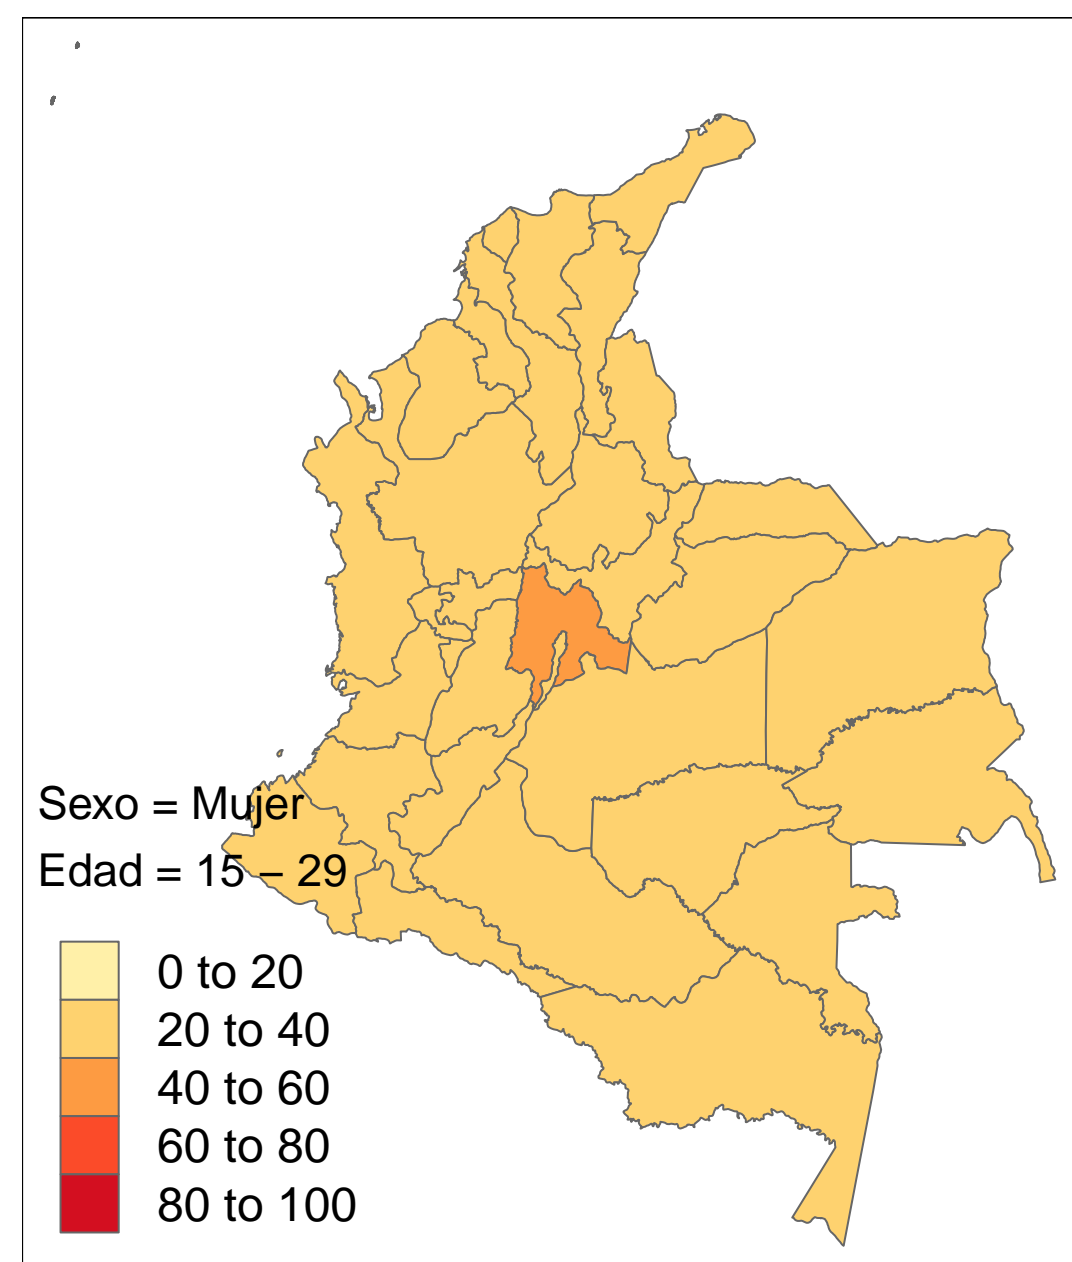 Sexo = Mujer
Edad = 15 – 29
0 to 20
20 to 40
40 to 60
60 to 80
80 to 100